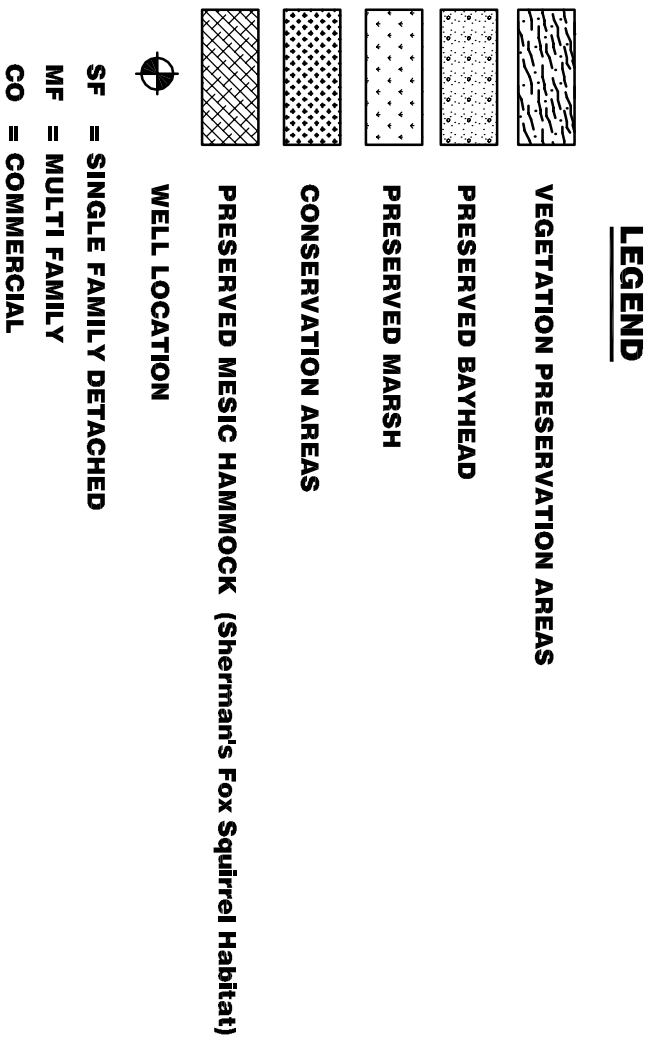 LEGEND
VEGETATION PRESERVATION AREAS
PRESERVED BAYHEAD
PRESERVED MARSH
CONSERVATION AREAS
PRESERVED MESIC HAMMOCK (Sherman's Fox Squirrel Habitat)
WELL LOCATION
SF = SINGLE FAMILY DETACHED
MF = MULTI FAMILY
CO = COMMERCIAL